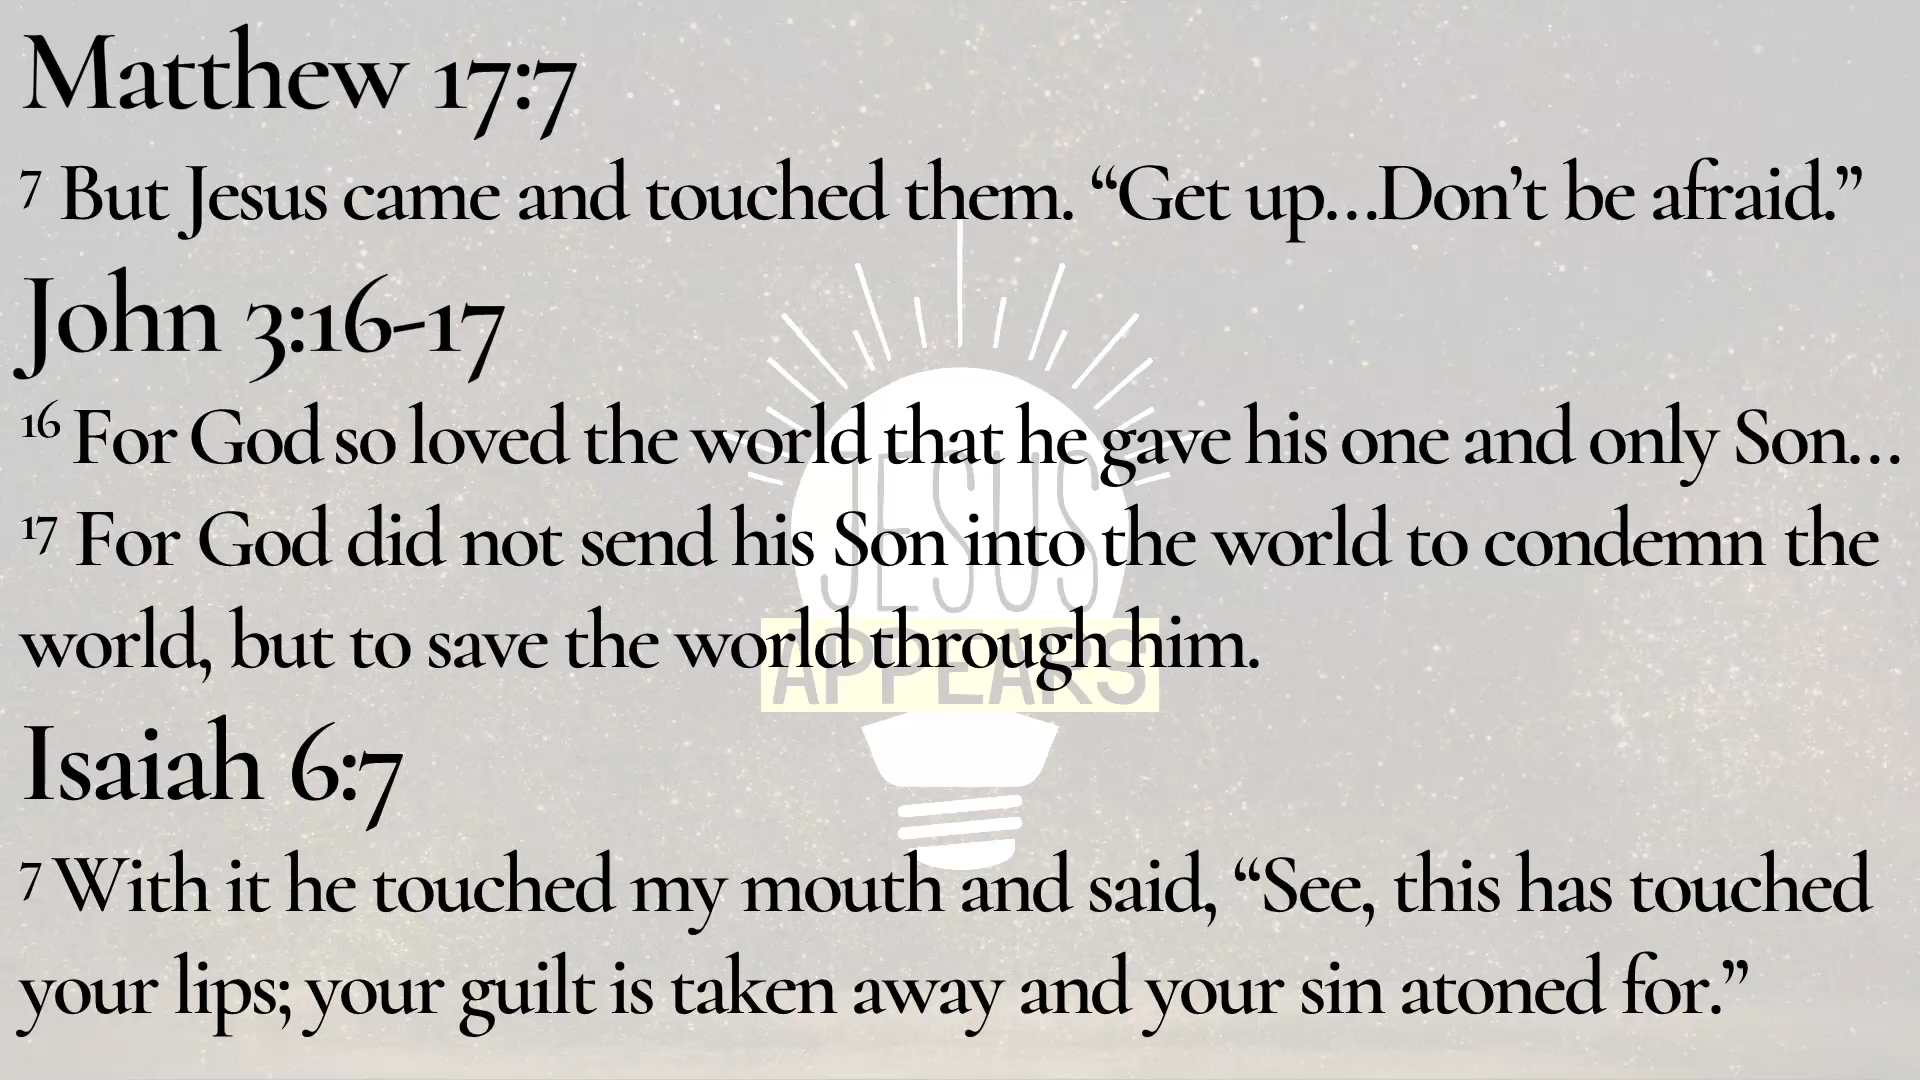 Matthew 17:7
7 But Jesus came and touched them. “Get up...Don’t be afraid.”
John 3:16-17
16 For God so loved the world that he gave his one and only Son...
17 For God did not send his Son into the world to condemn the
world, but to save the world through him.
JESUS
APPEARS
Isaiah 6:7
7 With it he touched my mouth and said, “See, this has touched
your lips; your guilt is taken away and your sin atoned for.”